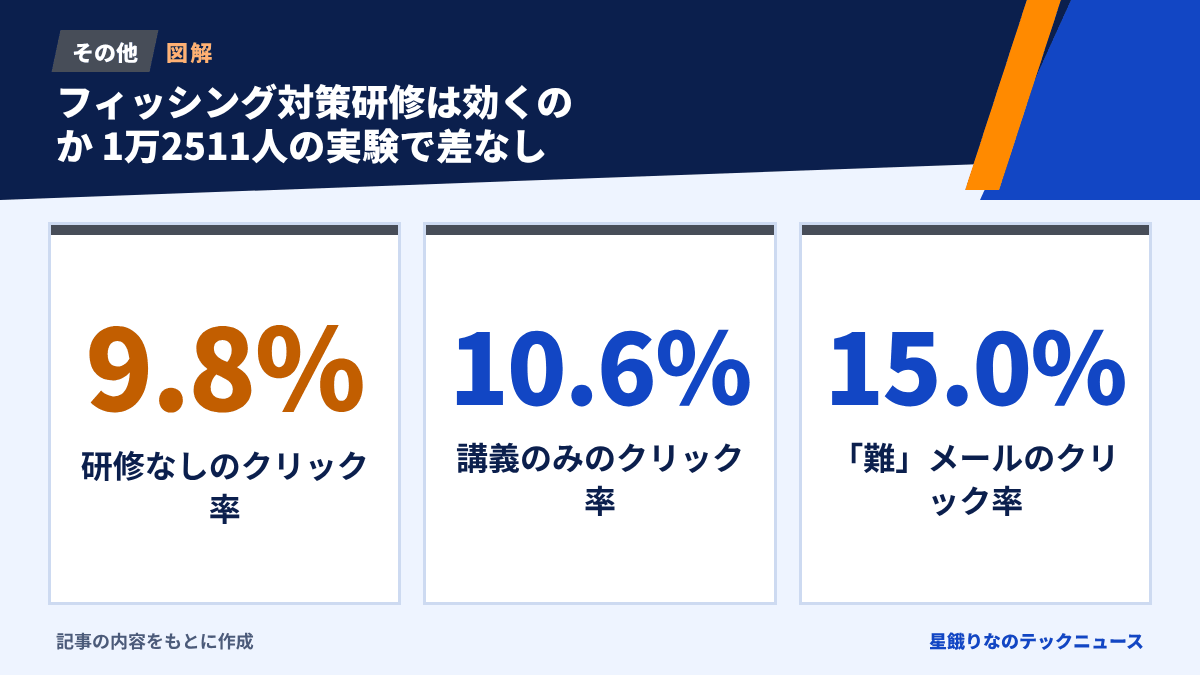 その他 図解
フィッシング対策研修は効くの
か 1万2511人の実験で差なし
9.8%
研修なしのクリック
率
10.6%
講義のみのクリック
率
15.0%
「難」メールのクリ
ック率
記事の内容をもとに作成
星餓りなのテックニュース